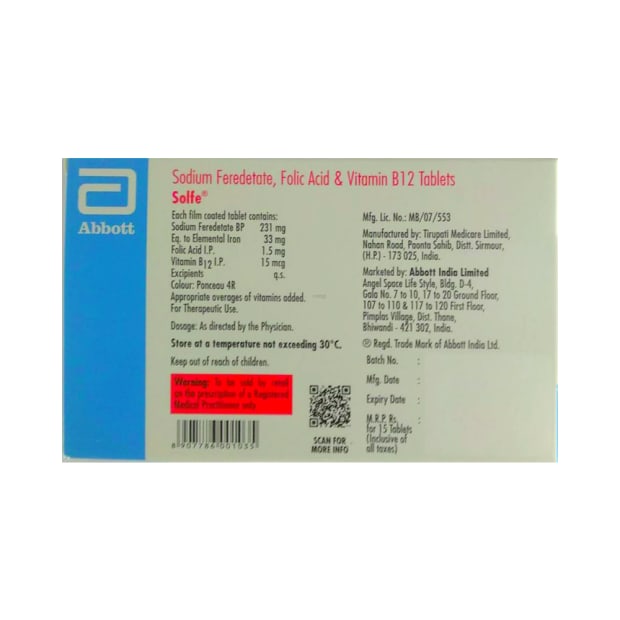 Abbott
Sodium Feredetate, Folic Acid & Vitamin B12 Tablets
Solfe®
Each film coated tablet contains:
Sodium Feredetate BP 231 mg
Eq. to Elemental Iron 33 mg
Folic Acid I.P. 1.5 mg
Vitamin B12 I.P. 15 mcg
Excipients q.s.
Colour: Ponceau 4R
Appropriate overages of vitamins added.
For Therapeutic Use.
Dosage: As directed by the Physician.
Store at a temperature not exceeding 30°C.
Keep out of reach of children.
Warning: To be sold by retail
on the prescription of a Registered
Medical Practitioner only.
8 907786 001035
SCAN FOR
MORE INFO
Mfg. Lic. No.: MB/07/553
Manufactured by: Tirupati Medicare Limited,
Nahan Road, Paonta Sahib, Distt. Sirmour,
(H.P.) - 173 025, India.
Marketed by: Abbott India Limited
Angel Space Life Style, Bldg. D-4,
Gala No. 7 to 10, 17 to 20 Ground Floor,
107 to 110 & 117 to 120 First Floor,
Pimplas Village, Dist. Thane,
Bhiwandi - 421 302, India.
® Regd. Trade Mark of Abbott India Ltd.
Batch No. :
Mfg. Date :
Expiry Date :
M.R.P. Rs. :
for 15 Tablets
(Inclusive of
all taxes)